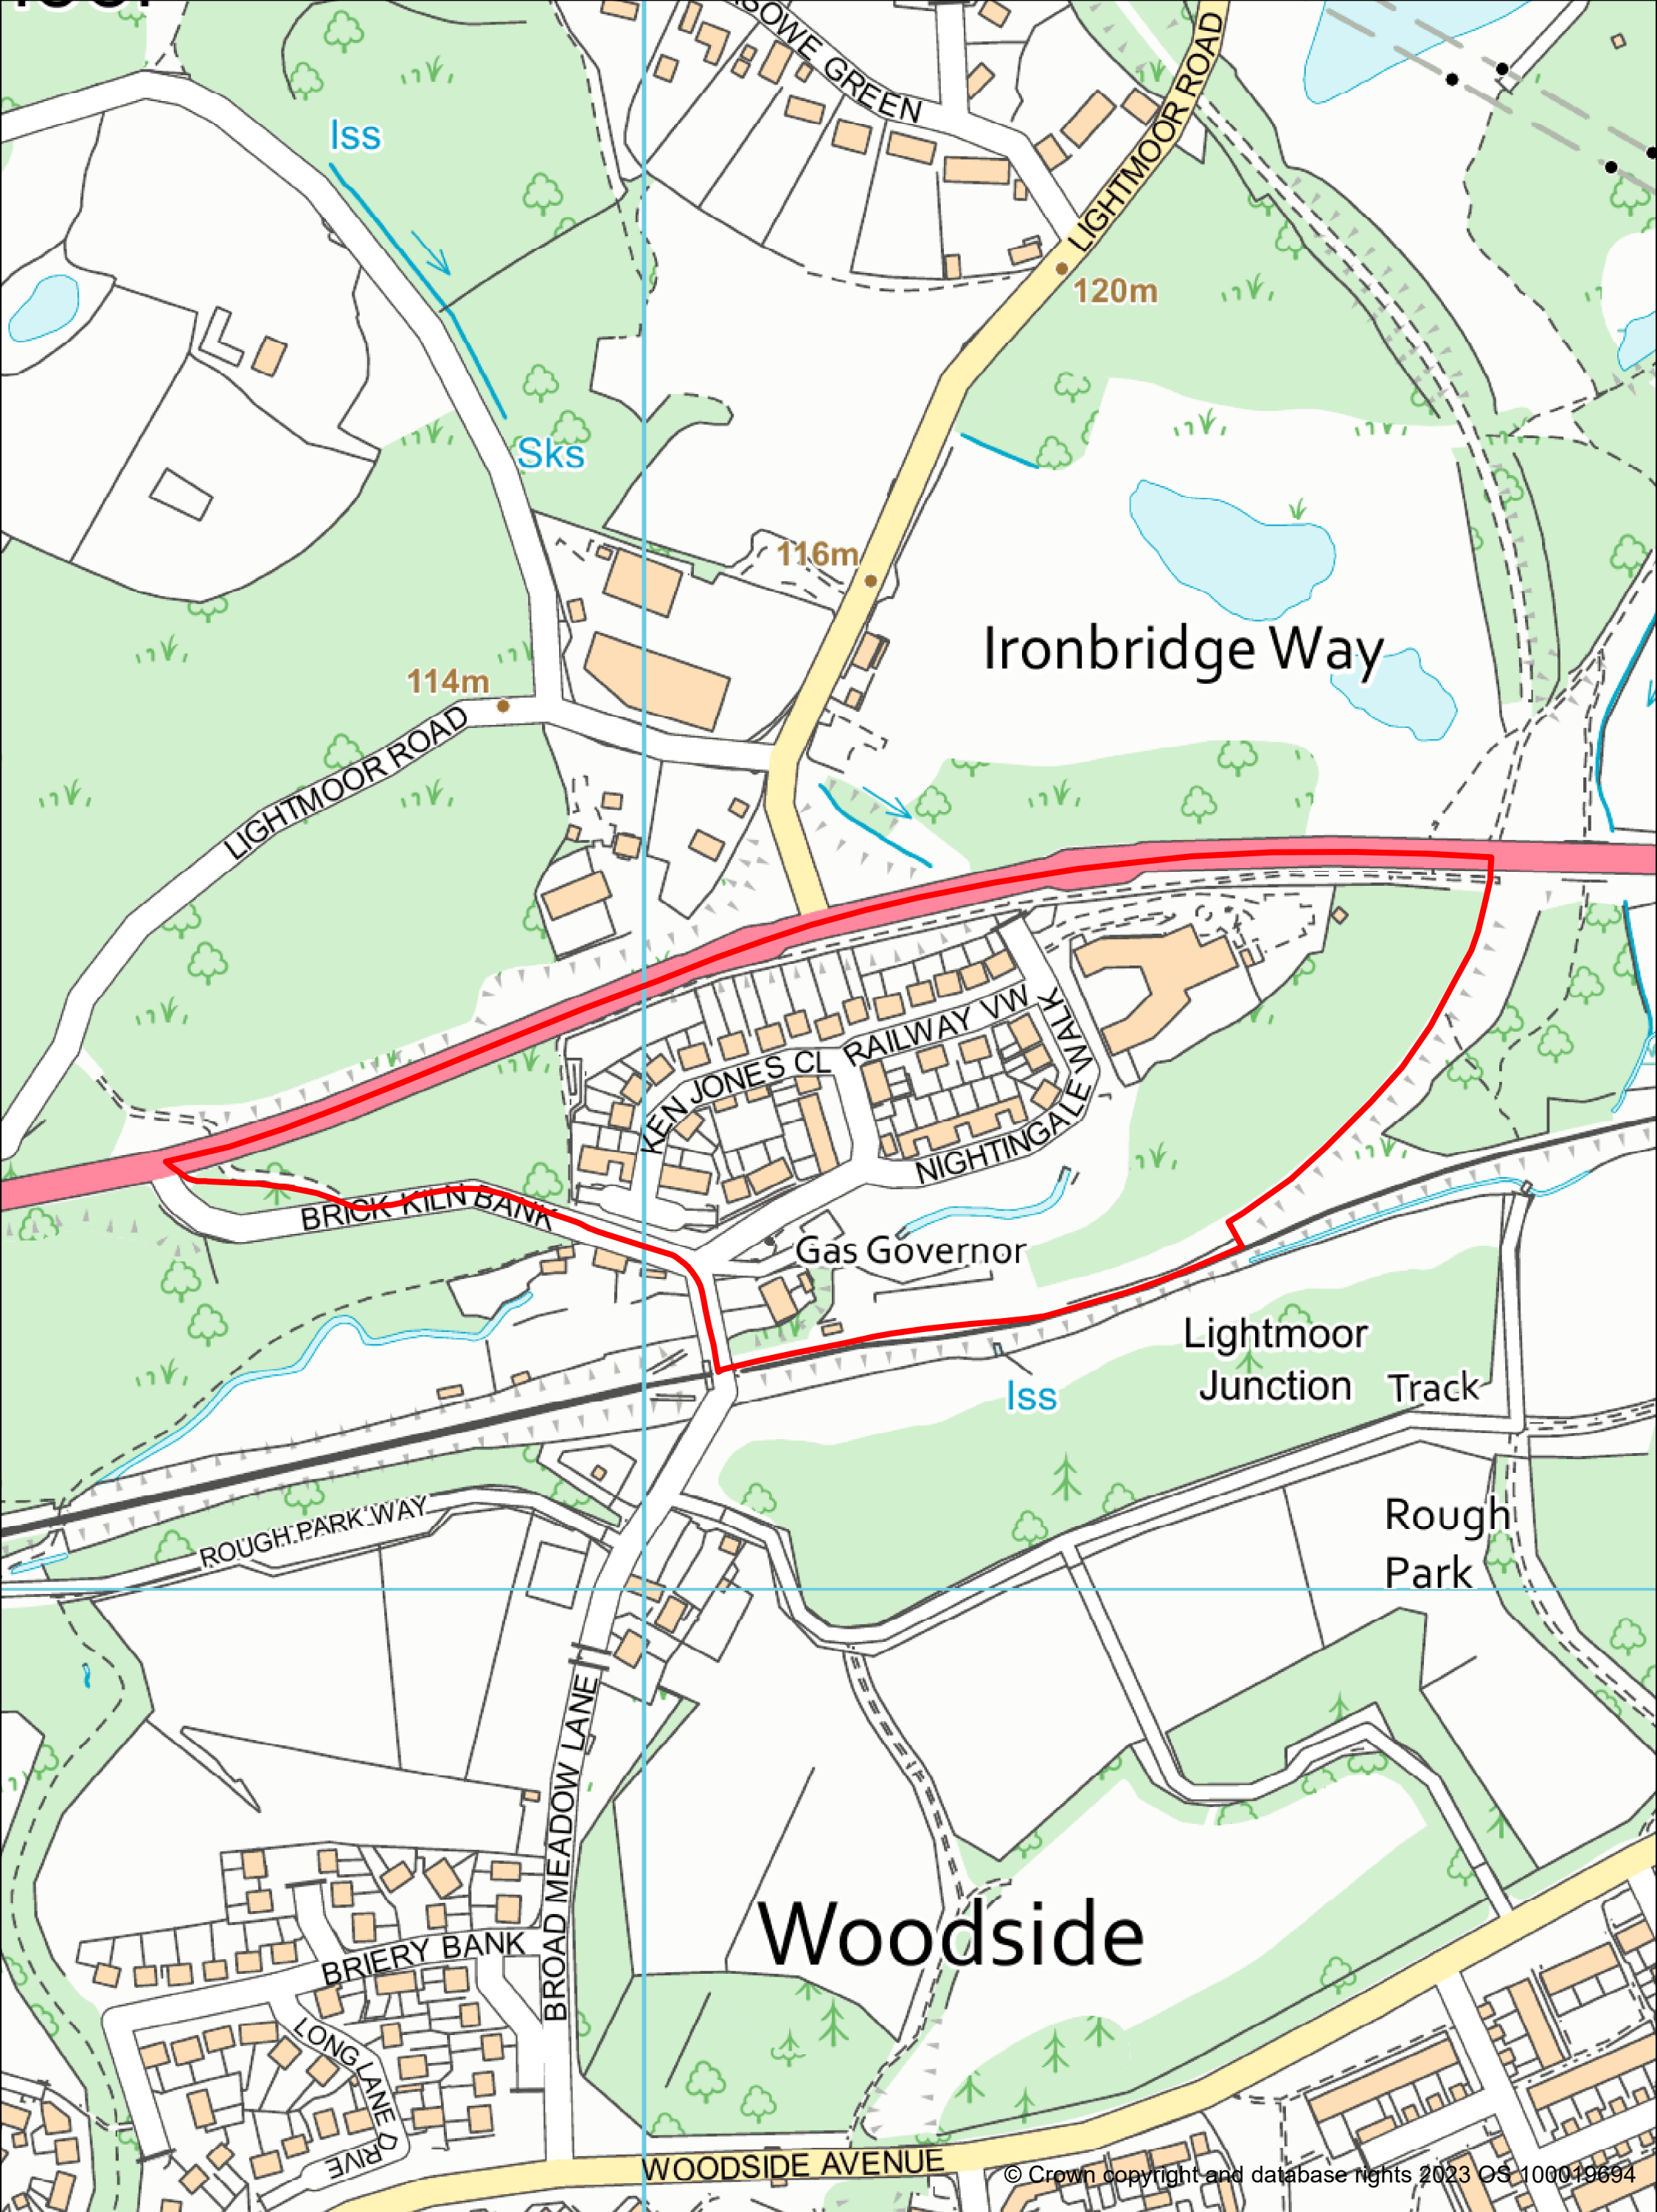 SOWE GREEN
LIGHTMOOR ROAD
Iss
120m
Sks
116m
Ironbridge Way
114m
LIGHTMOOR ROAD
RAILWAY VW
KEN JONES CL
NIGHTINGALE WALK
BRICK KILN BANK
Gas Governor
Lightmoor
Junction
Iss
Track
Rough
Park
ROUGH PARK WAY
BROAD MEADOW LANE
Woodside
BRIERY BANK
LONG LANE DRIVE
WOODSIDE AVENUE
© Crown copyright and database rights 2023 OS 100019694